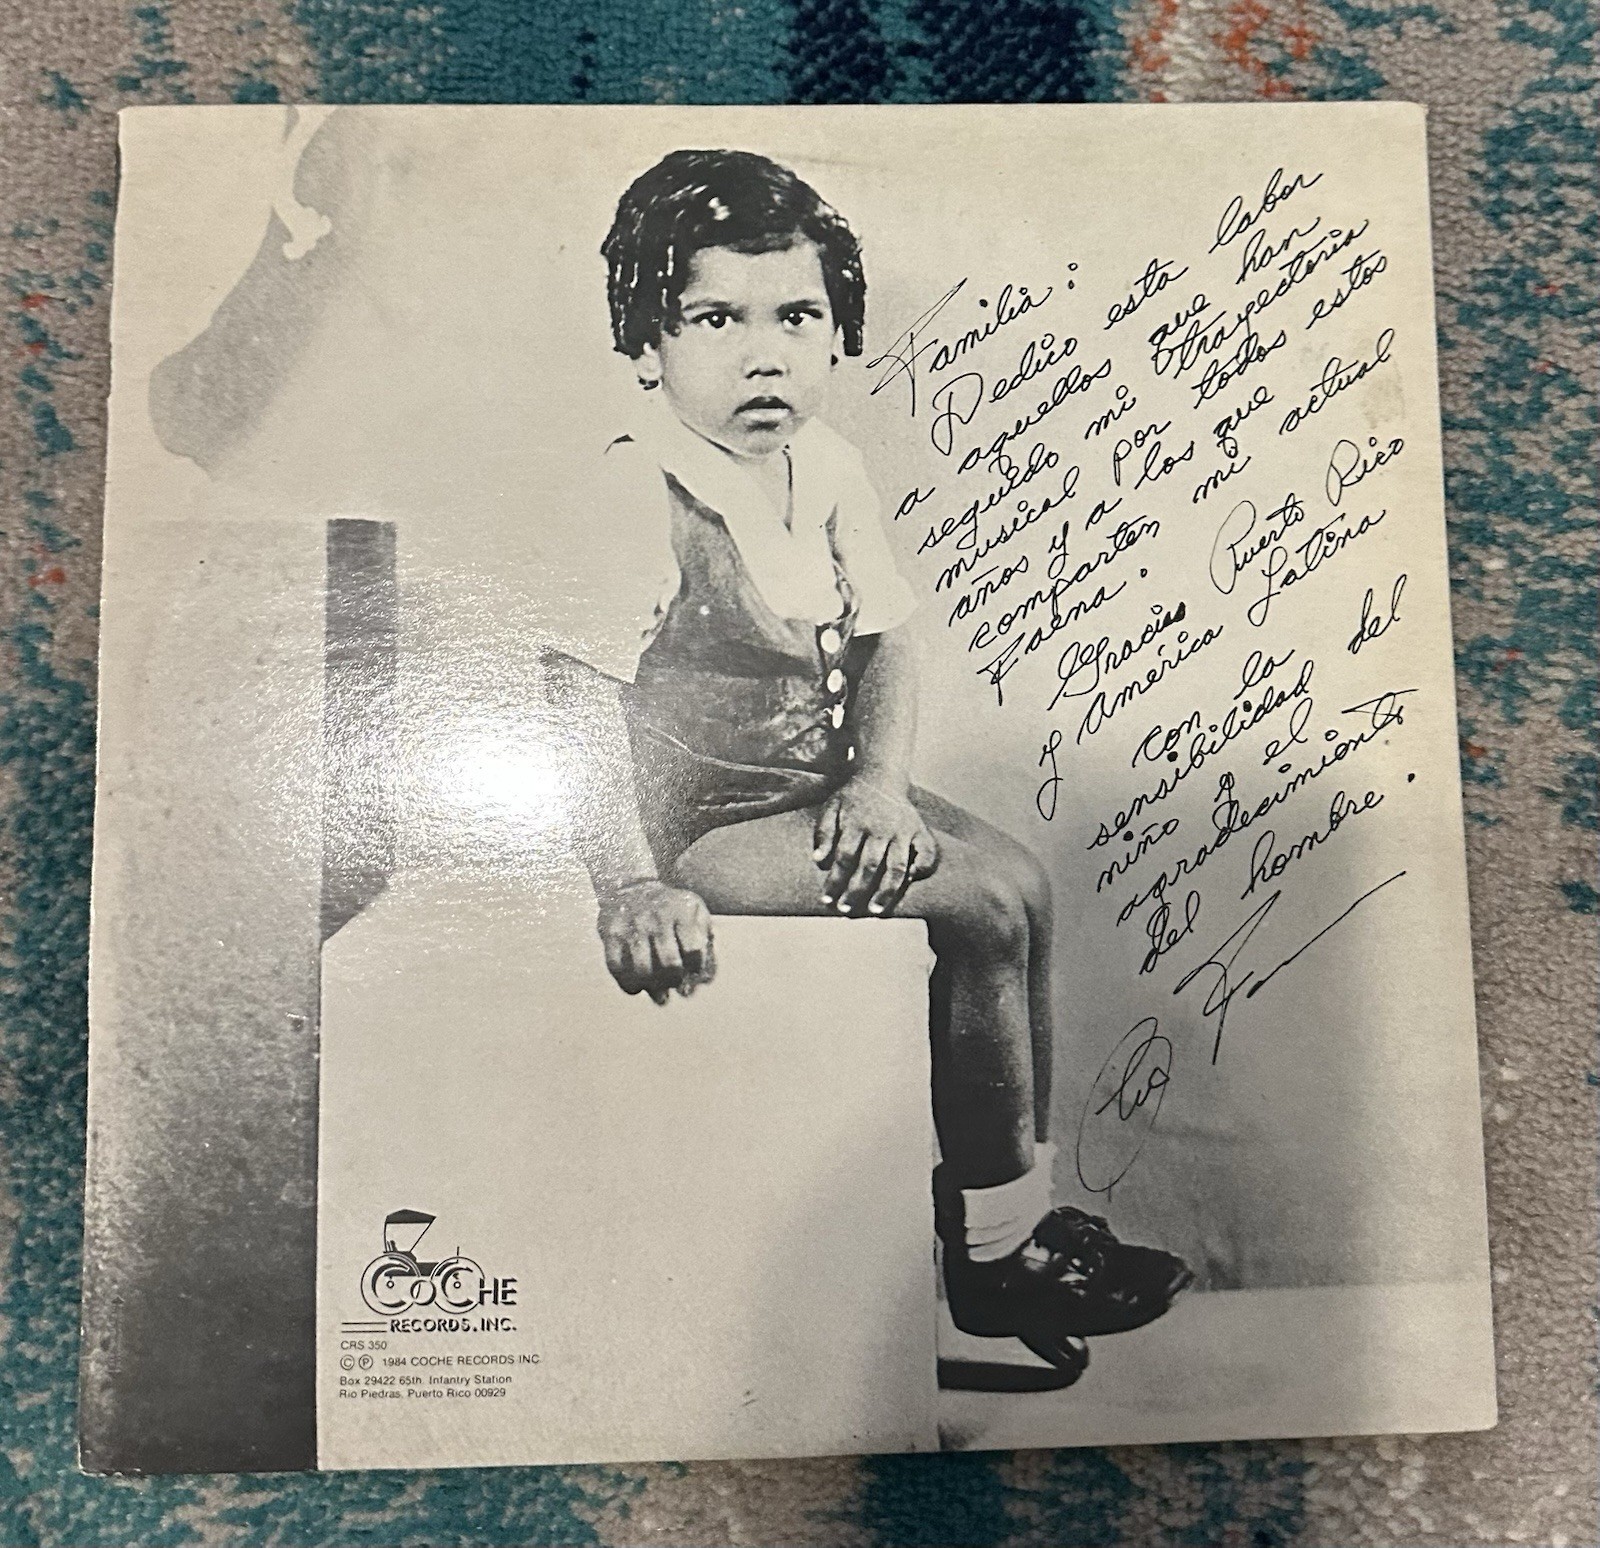 Familia:
Dedico esta labor
a aquellos que han
seguido mi trayectoria
musical por todos estos
años y a los que
comparten mi actual
Faena.
Gracias Puerto Rico
y América Latina
con la
sensibilidad del
niño y el
agradecimiento
del hombre.
COCHE
RECORDS, INC.
CRS 350
© ℗ 1984 COCHE RECORDS INC.
Box 29422 65th. Infantry Station
Rio Piedras, Puerto Rico 00929